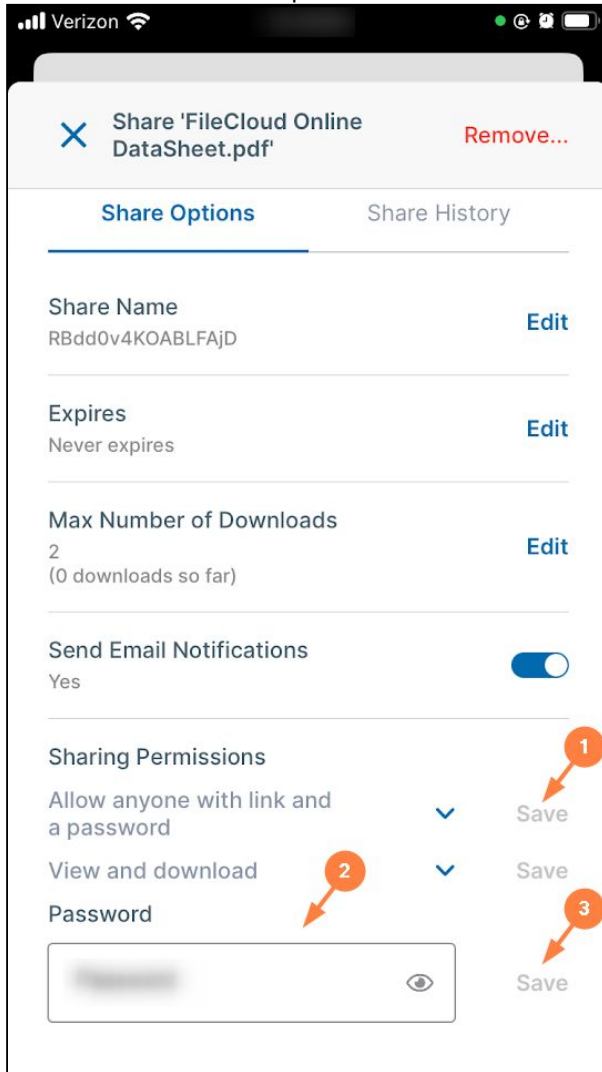 Verizon
Share 'FileCloud Online
DataSheet.pdf'
Remove...
Share Options
Share History
Share Name
RBdd0v4KOABLFAjD
Edit
Expires
Never expires
Edit
Max Number of Downloads
2
(0 downloads so far)
Edit
Send Email Notifications
Yes
Sharing Permissions
1
Allow anyone with link and
a password
Save
View and download
2
Save
Password
3
Save